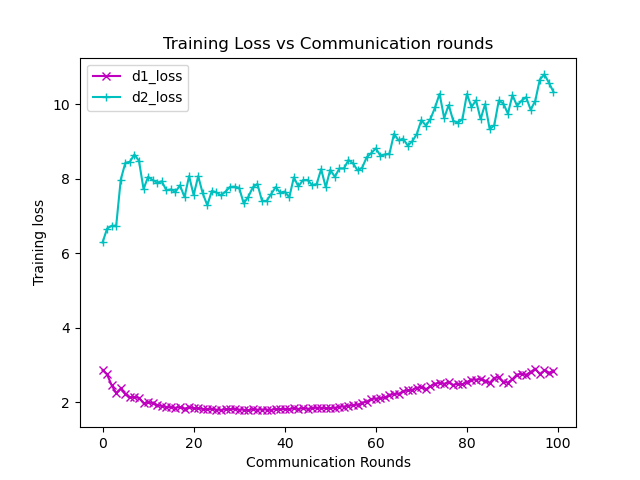 Training Loss vs Communication rounds
d1_loss
d2_loss
Training loss
10
8
6
4
2
0 20 40 60 80 100
Communication Rounds